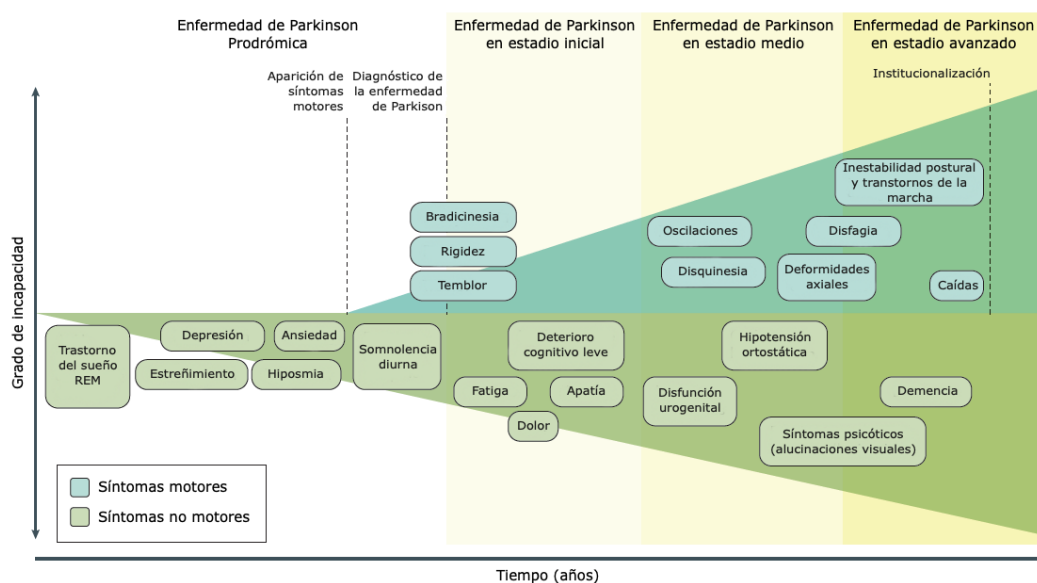 Enfermedad de Parkinson
Prodrómica
Enfermedad de Parkinson
en estadio inicial
Enfermedad de Parkinson
en estadio medio
Enfermedad de Parkinson
en estadio avanzado
Aparición de
síntomas
motores
Diagnóstico de
la enfermedad
de Parkison
Institucionalización
Grado de incapacidad
Inestabilidad postural
y transtornos de la
marcha
Bradicinesia
Rigidez
Temblor
Oscilaciones
Disquinesia
Disfagia
Deformidades
axiales
Caídas
Trastorno
del sueño
REM
Depresión
Ansiedad
Estreñimiento
Hiposmia
Somnolencia
diurna
Deterioro
cognitivo leve
Fatiga
Apatía
Dolor
Hipotensión
ortostática
Disfunción
urogenital
Demencia
Síntomas psicóticos
(alucinaciones visuales)
Síntomas motores
Síntomas no motores
Tiempo (años)